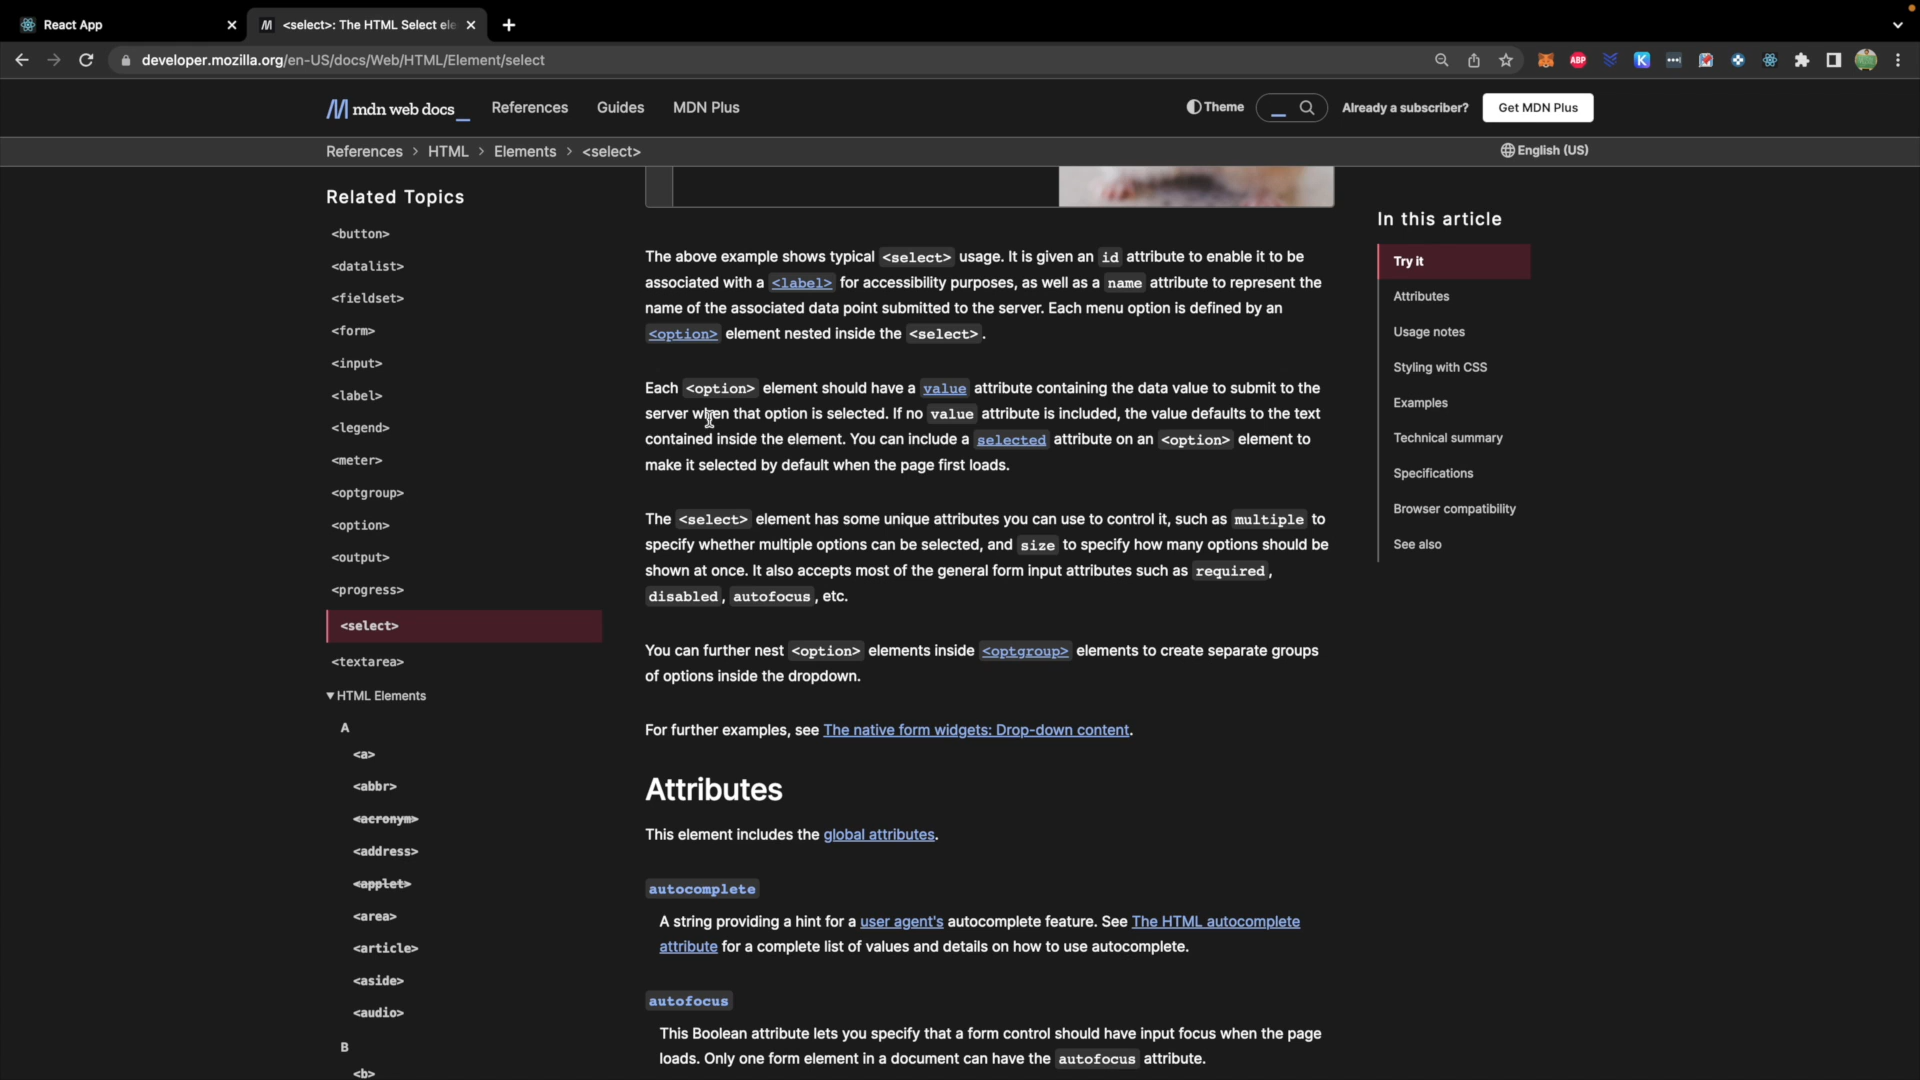 React App
<select>: The HTML Select ele
developer.mozilla.org/en-US/docs/Web/HTML/Element/select
ABP
K
mdn web docs
References
Guides
MDN Plus
Theme
Already a subscriber?
Get MDN Plus
References > HTML > Elements > <select>
English (US)
Related Topics
<button>
<datalist>
<fieldset>
<form>
<input>
<label>
<legend>
<meter>
<optgroup>
<option>
<output>
<progress>
<select>
<textarea>
HTML Elements
A
<a>
<abbr>
<acronym>
<address>
<applet>
<area>
<article>
<aside>
<audio>
B
<b>
The above example shows typical <select> usage. It is given an id attribute to enable it to be
associated with a <label> for accessibility purposes, as well as a name attribute to represent the
name of the associated data point submitted to the server. Each menu option is defined by an
<option> element nested inside the <select>.
Each <option> element should have a value attribute containing the data value to submit to the
server when that option is selected. If no value attribute is included, the value defaults to the text
contained inside the element. You can include a selected attribute on an <option> element to
make it selected by default when the page first loads.
The <select> element has some unique attributes you can use to control it, such as multiple to
specify whether multiple options can be selected, and size to specify how many options should be
shown at once. It also accepts most of the general form input attributes such as required,
disabled, autofocus, etc.
You can further nest <option> elements inside <optgroup> elements to create separate groups
of options inside the dropdown.
For further examples, see The native form widgets: Drop-down content.
Attributes
This element includes the global attributes.
autocomplete
A string providing a hint for a user agent's autocomplete feature. See The HTML autocomplete
attribute for a complete list of values and details on how to use autocomplete.
autofocus
This Boolean attribute lets you specify that a form control should have input focus when the page
loads. Only one form element in a document can have the autofocus attribute.
In this article
Try it
Attributes
Usage notes
Styling with CSS
Examples
Technical summary
Specifications
Browser compatibility
See also